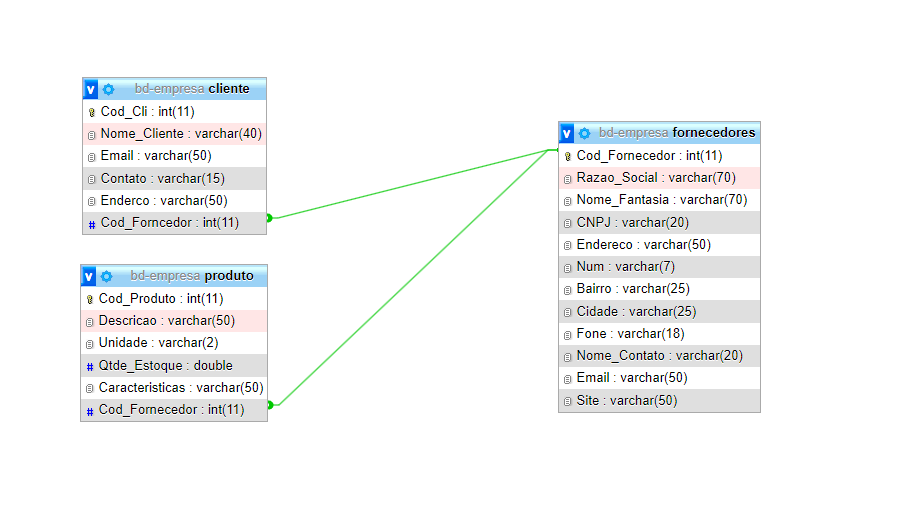 bd-empresa cliente
Cod_Cli : int(11)
Nome_Cliente : varchar(40)
Email : varchar(50)
Contato : varchar(15)
Enderco : varchar(50)
# Cod_Forncedor : int(11)
bd-empresa produto
Cod_Produto : int(11)
Descricao : varchar(50)
Unidade : varchar(2)
# Qtde_Estoque : double
Caracteristicas : varchar(50)
# Cod_Fornecedor : int(11)
bd-empresa fornecedores
Cod_Fornecedor : int(11)
Razao_Social : varchar(70)
Nome_Fantasia : varchar(70)
CNPJ : varchar(20)
Endereco : varchar(50)
Num : varchar(7)
Bairro : varchar(25)
Cidade : varchar(25)
Fone : varchar(18)
Nome_Contato : varchar(20)
Email : varchar(50)
Site : varchar(50)